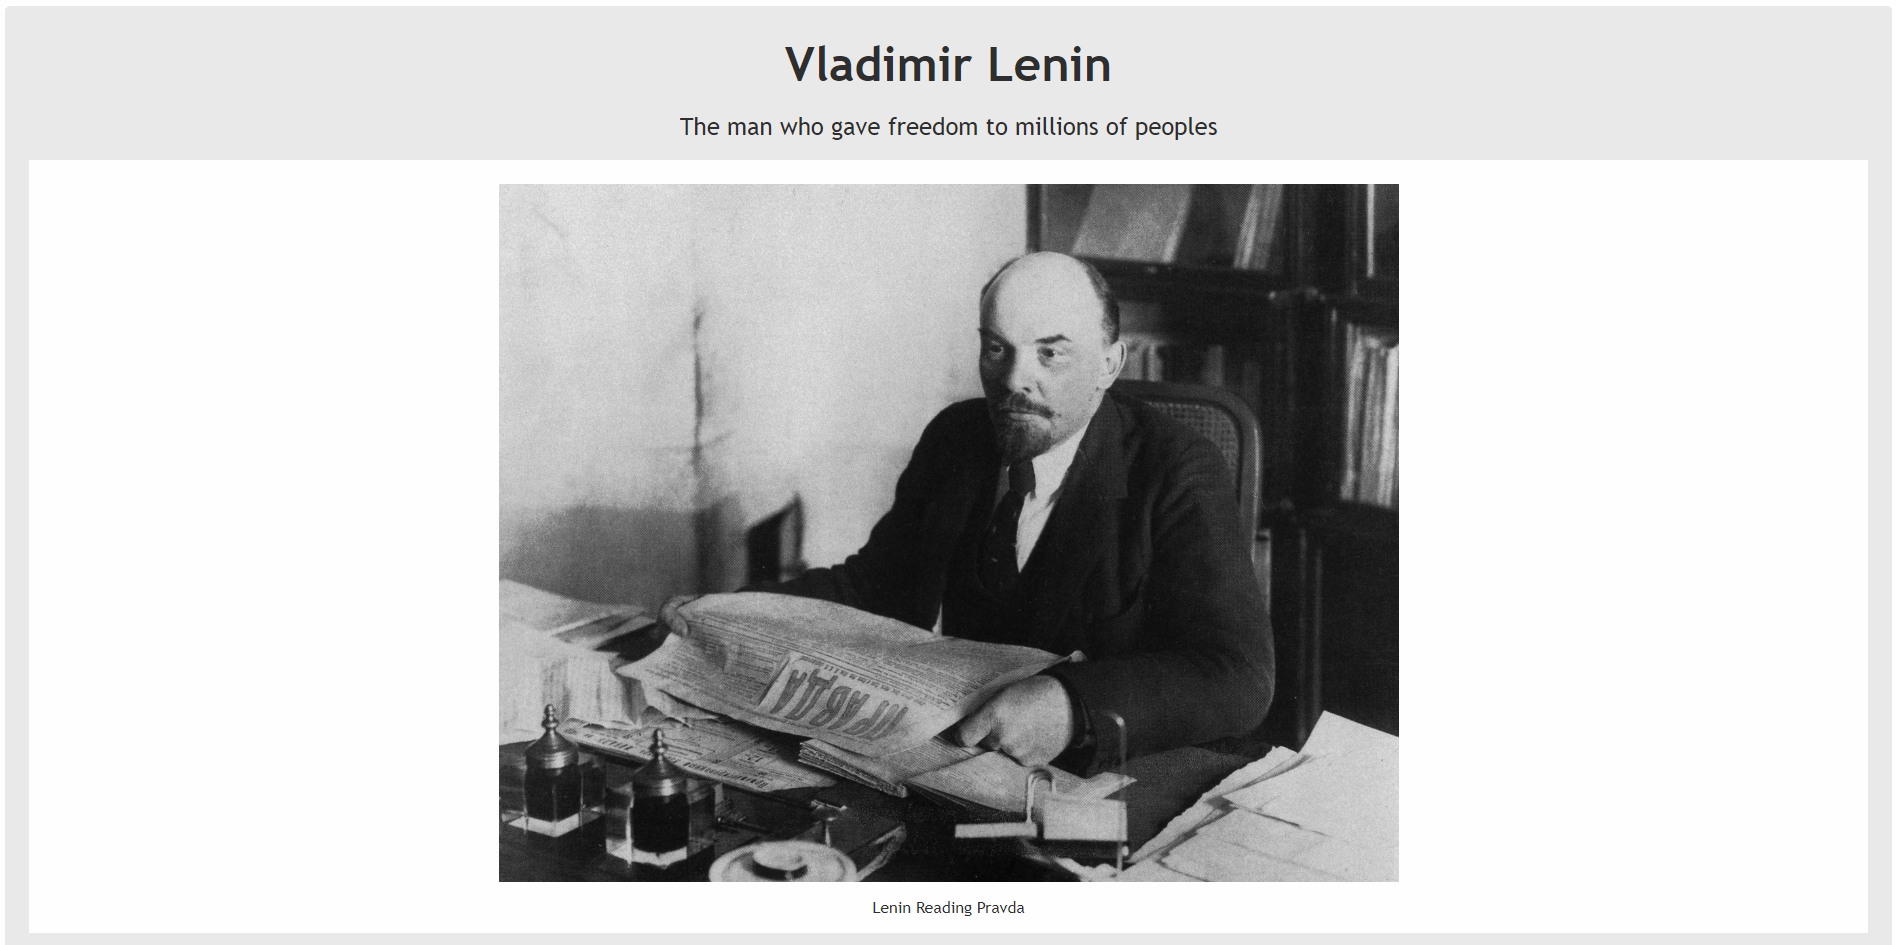 Vladimir Lenin
The man who gave freedom to millions of peoples
ПРАВДА
Lenin Reading Pravda